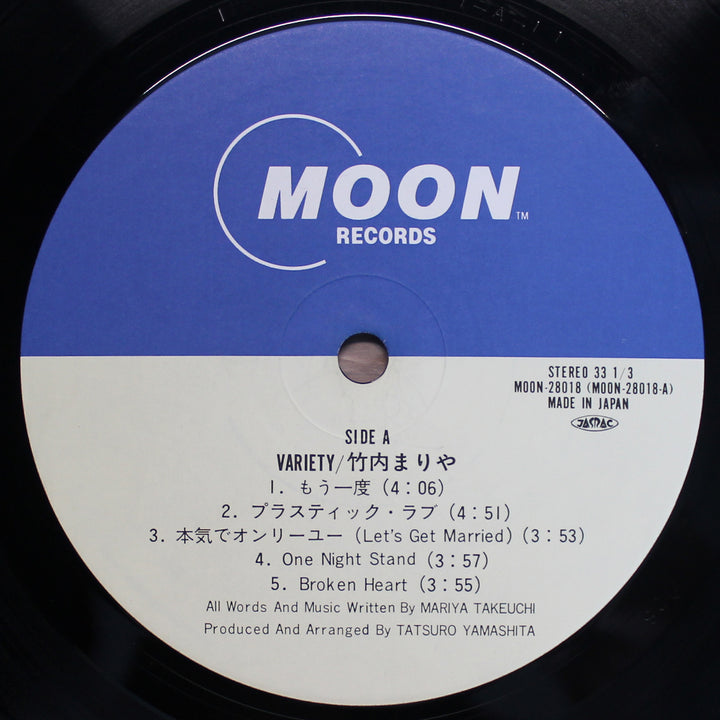 MOON™
RECORDS
STEREO 33 1/3
MOON-28018 (MOON-28018-A)
MADE IN JAPAN
JASRAC
SIDE A
VARIETY/竹内まりや
1. もう一度 (4:06)
2. プラスティック・ラブ (4:51)
3. 本気でオンリーユー (Let's Get Married) (3:53)
4. One Night Stand (3:57)
5. Broken Heart (3:55)
All Words And Music Written By MARIYA TAKEUCHI
Produced And Arranged By TATSURO YAMASHITA